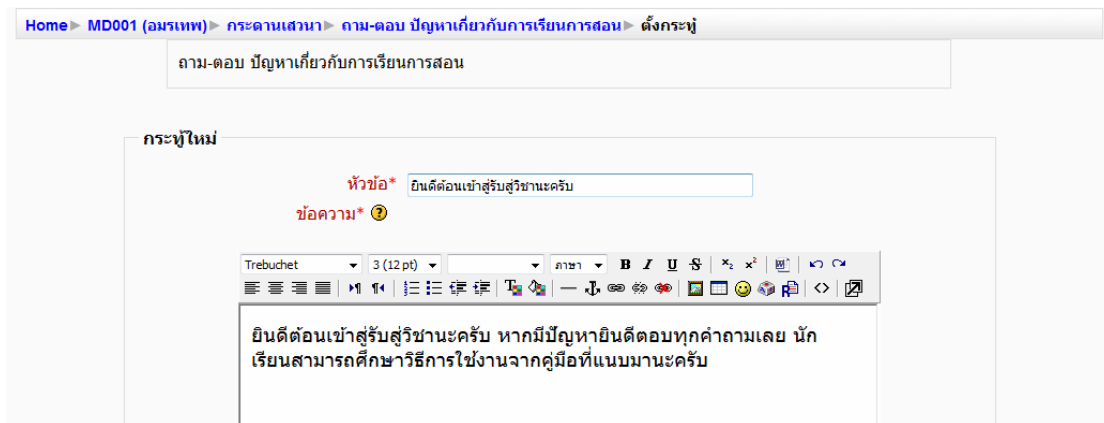 Home► MD001 (อมรเทพ)► กระดานเสวนา► ถาม-ตอบ ปัญหาเกี่ยวกับการเรียนการสอน► ตั้งกระทู้
ถาม-ตอบ ปัญหาเกี่ยวกับการเรียนการสอน
กระทู้ใหม่
หัวข้อ* ยินดีต้อนเข้าสู่รับสู่วิชานะครับ
ข้อความ* ?
Trebuchet 3 (12 pt) ภาษา B I U S x₂ x²
ยินดีต้อนเข้าสู่รับสู่วิชานะครับ หากมีปัญหายินดีตอบทุกคำถามเลย นัก
เรียนสามารถศึกษาวิธีการใช้งานจากคู่มือที่แนบมานะครับ